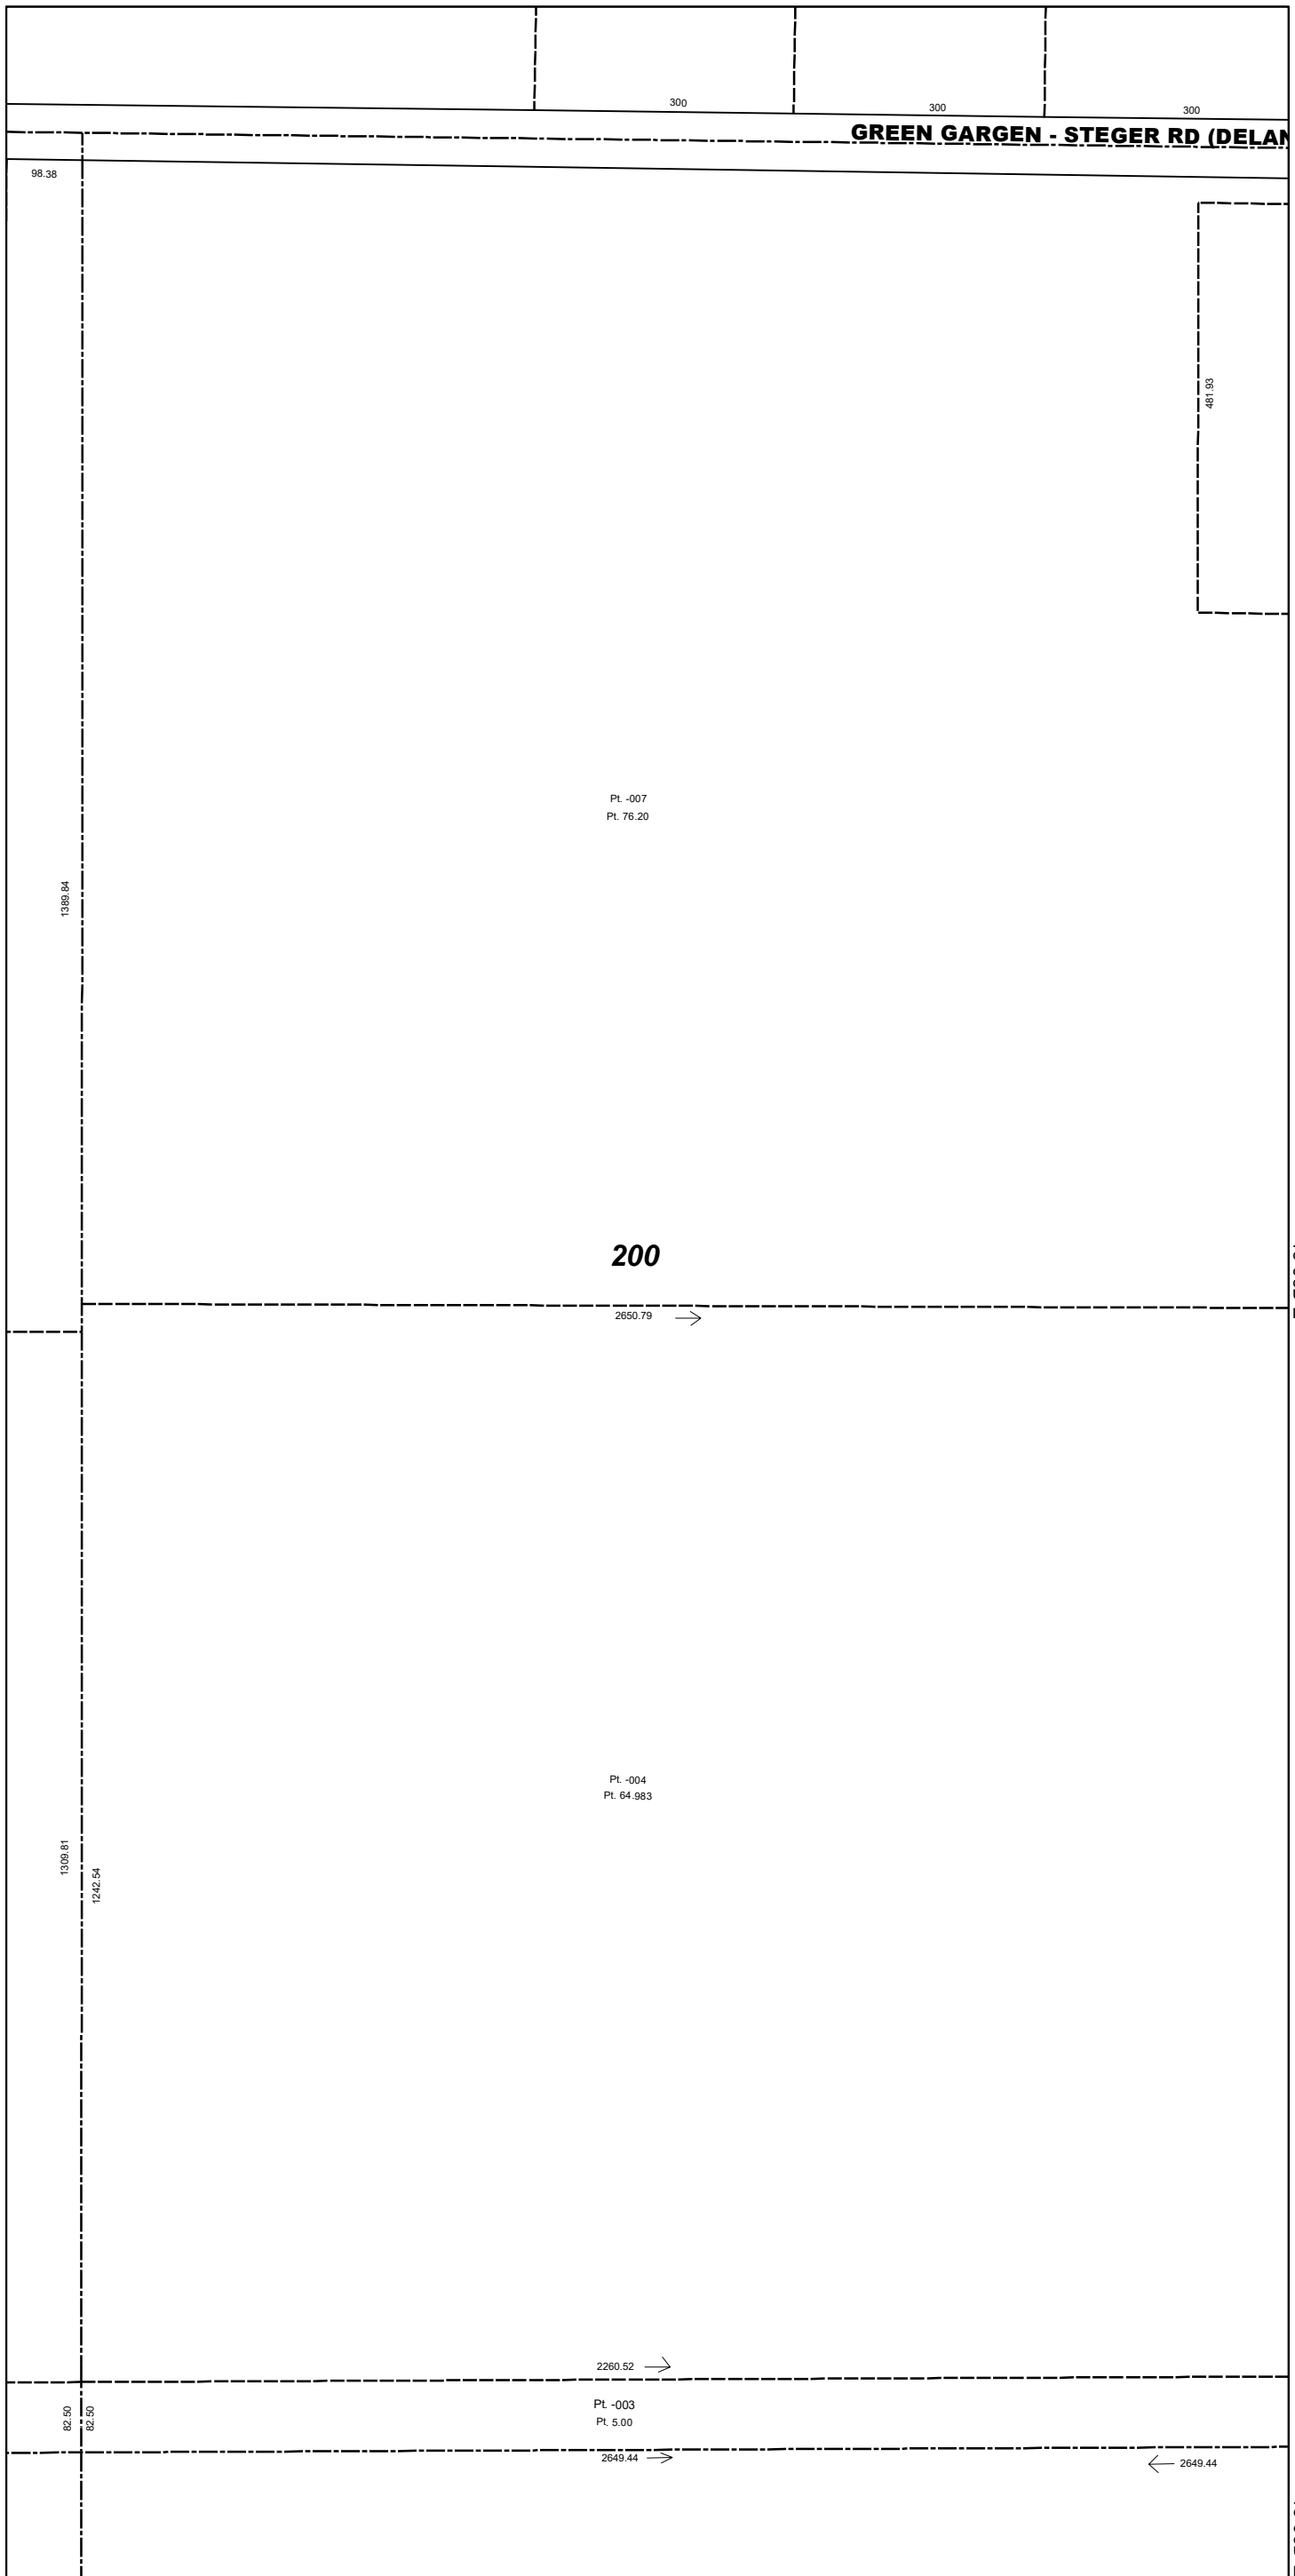 300
300
300
GREEN GARGEN - STEGER RD (DELAN
98.38
481.93
Pt. -007
Pt. 76.20
1389.84
200
2650.79
Pt. -004
Pt. 64.983
1309.81
1242.54
2260.52
Pt. -003
Pt. 5.00
82.50
82.50
2649.44
2649.44